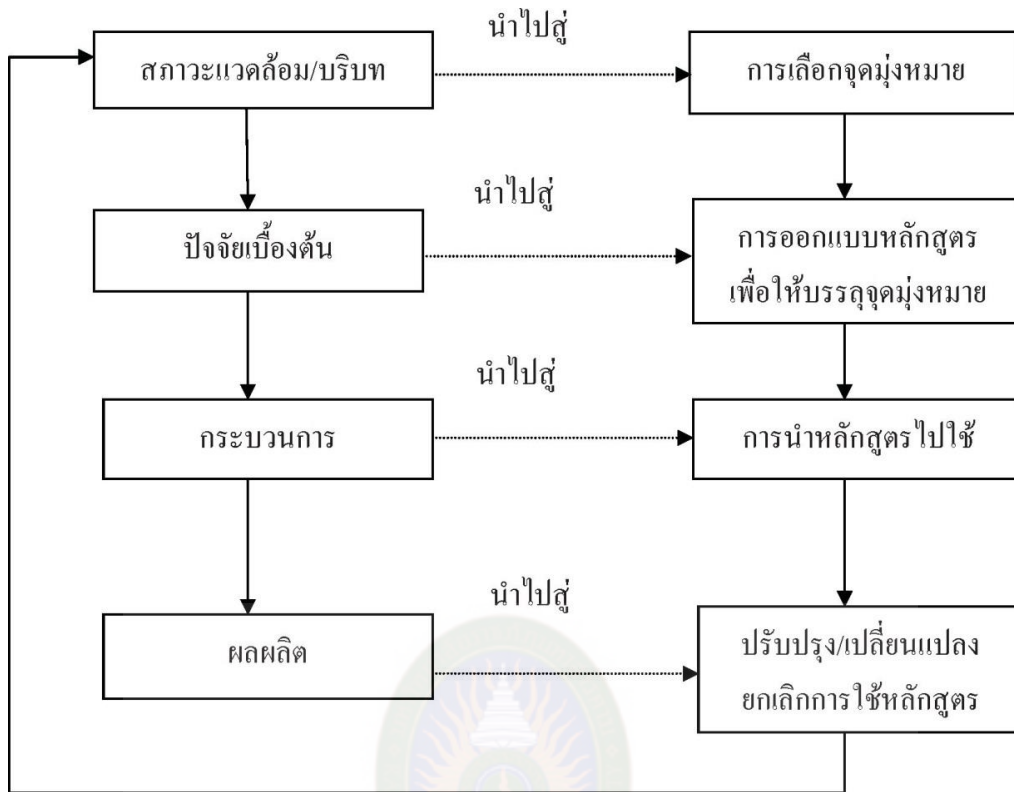 นำไปสู่
สภาวะแวดล้อม/บริบท
การเลือกจุดมุ่งหมาย
นำไปสู่
ปัจจัยเบื้องต้น
การออกแบบหลักสูตร
เพื่อให้บรรลุจุดมุ่งหมาย
นำไปสู่
กระบวนการ
การนำหลักสูตรไปใช้
นำไปสู่
ผลผลิต
ปรับปรุง/เปลี่ยนแปลง
ยกเลิกการใช้หลักสูตร